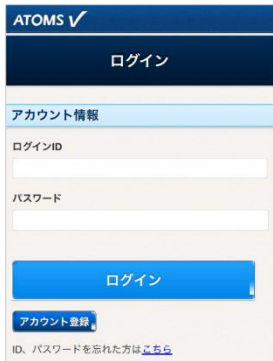 ATOMS V
ログイン
アカウント情報
ログインID
パスワード
ログイン
アカウント登録
ID、パスワードを忘れた方はこちら